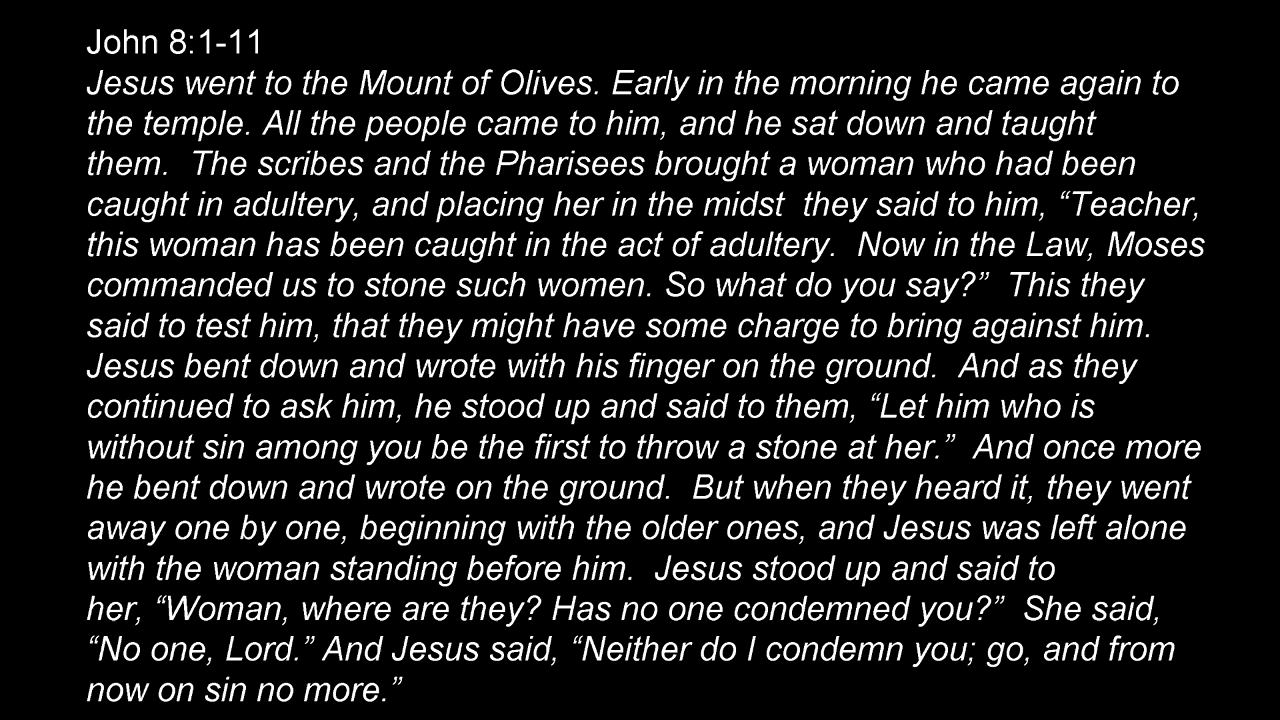 John 8:1-11
Jesus went to the Mount of Olives. Early in the morning he came again to
the temple. All the people came to him, and he sat down and taught
them.  The scribes and the Pharisees brought a woman who had been
caught in adultery, and placing her in the midst  they said to him, “Teacher,
this woman has been caught in the act of adultery.  Now in the Law, Moses
commanded us to stone such women. So what do you say?”  This they
said to test him, that they might have some charge to bring against him.
Jesus bent down and wrote with his finger on the ground.  And as they
continued to ask him, he stood up and said to them, “Let him who is
without sin among you be the first to throw a stone at her.”  And once more
he bent down and wrote on the ground.  But when they heard it, they went
away one by one, beginning with the older ones, and Jesus was left alone
with the woman standing before him.  Jesus stood up and said to
her, “Woman, where are they? Has no one condemned you?”  She said,
“No one, Lord.” And Jesus said, “Neither do I condemn you; go, and from
now on sin no more.”